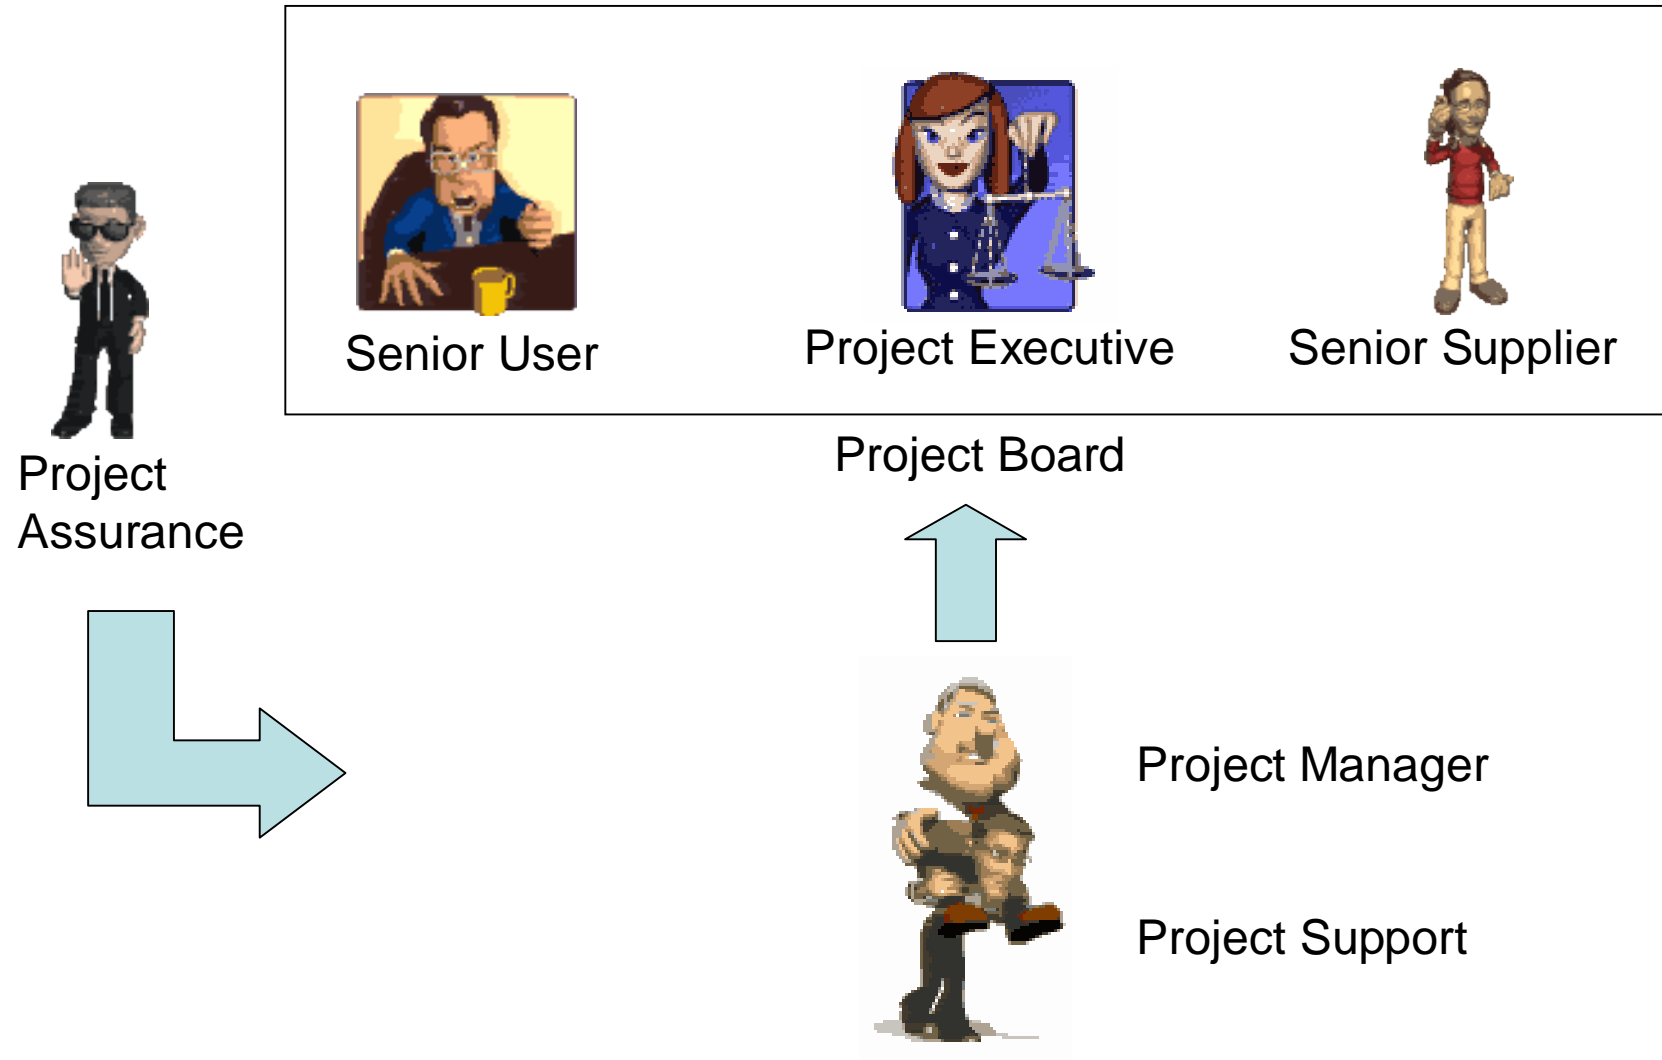 Senior User
Project Executive
Senior Supplier
Project Board
Project
Assurance
Project Manager
Project Support